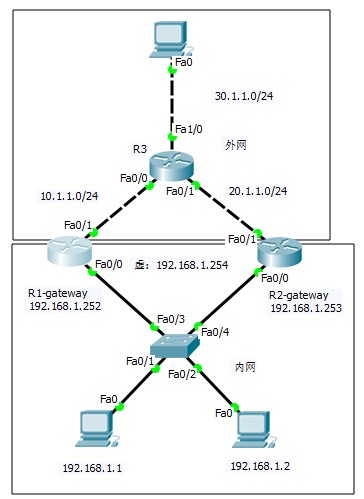 Fa0
30.1.1.0/24
Fa1/0
R3
外网
Fa0/0
Fa0/1
10.1.1.0/24
20.1.1.0/24
Fa0/1
Fa0/1
Fa0/0
虚：192.168.1.254
Fa0/0
R1-gateway
192.168.1.252
R2-gateway
192.168.1.253
Fa0/3
Fa0/4
Fa0/1
Fa0/2
内网
Fa0
Fa0
192.168.1.1
192.168.1.2